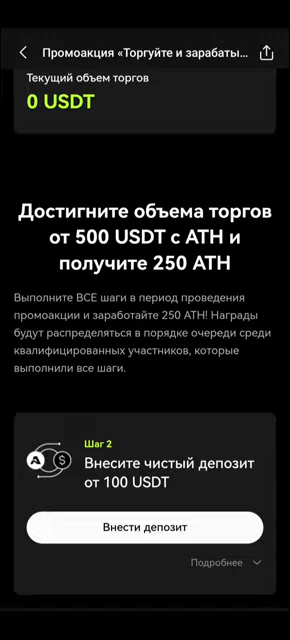 Промоакция «Торгуйте и зарабаты...
Текущий объем торгов
0 USDT
Достигните объема торгов
от 500 USDT с ATH и
получите 250 ATH
Выполните ВСЕ шаги в период проведения
промоакции и заработайте 250 ATH! Награды
будут распределяться в порядке очереди среди
квалифицированных участников, которые
выполнили все шаги.
Шаг 2
Внесите чистый депозит
от 100 USDT
Внести депозит
Подробнее